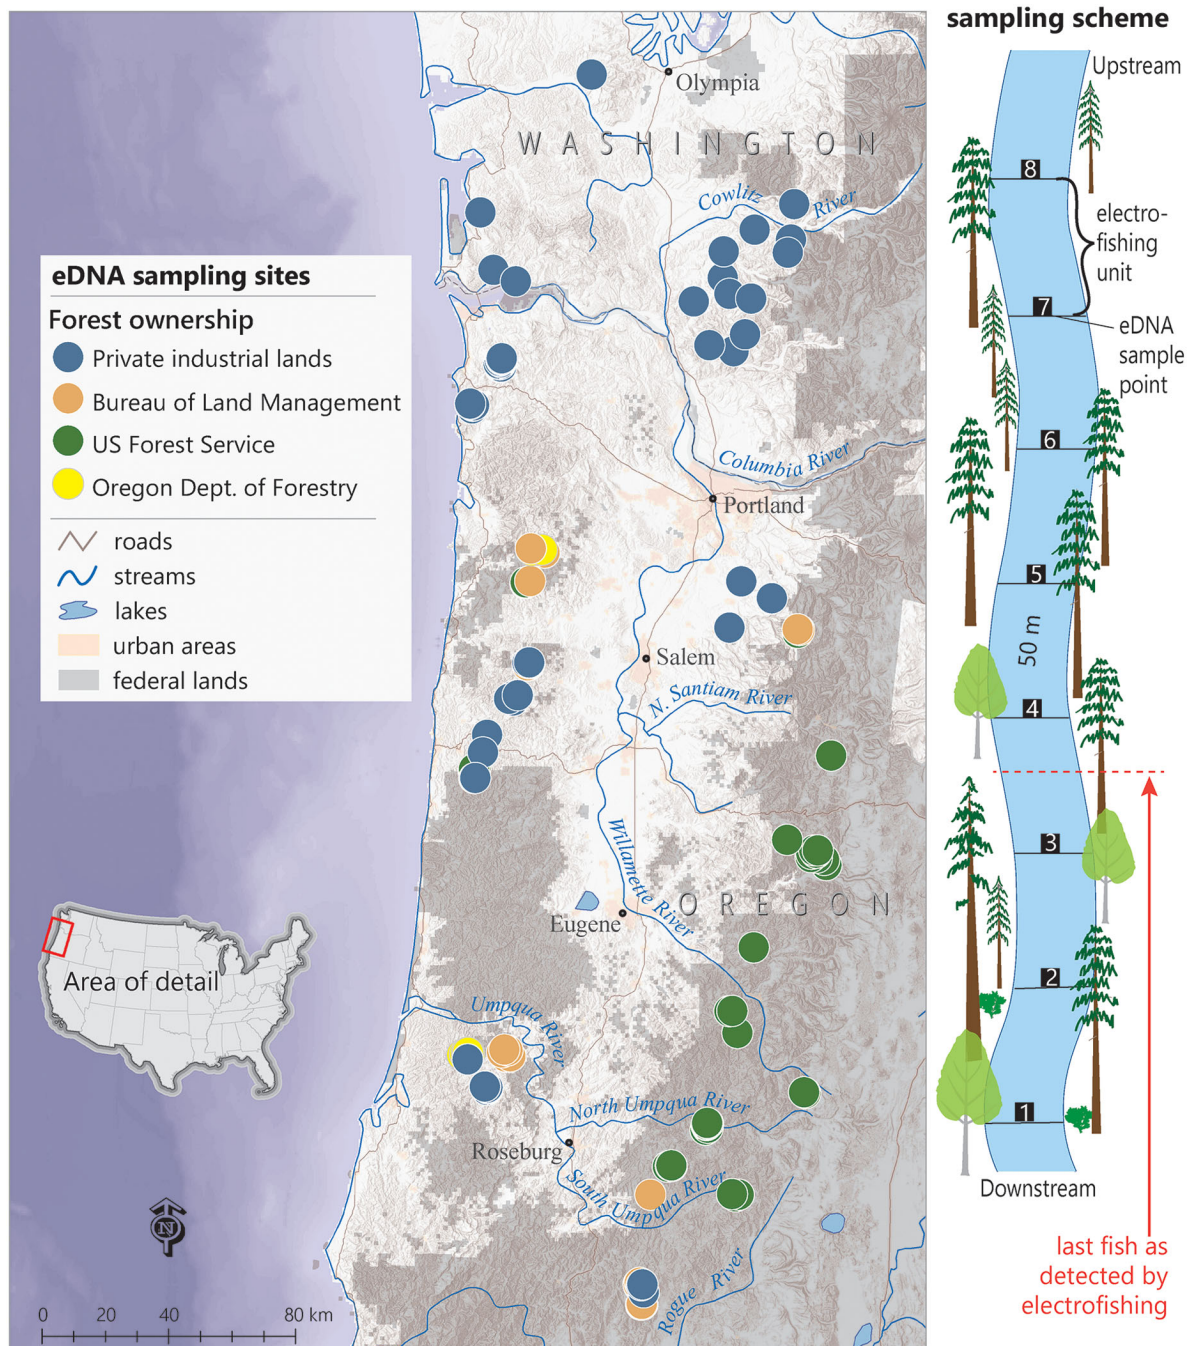 eDNA sampling sites
Forest ownership
Private industrial lands
Bureau of Land Management
US Forest Service
Oregon Dept. of Forestry
roads
streams
lakes
urban areas
federal lands
Area of detail
N
0 20 40 80 km
Olympia
WASHINGTON
Cowlitz River
Columbia River
Portland
Salem
N. Santiam River
Willamette River
OREGON
Eugene
Umpqua River
North Umpqua River
Roseburg
South Umpqua River
Rogue River
sampling scheme
Upstream
8
electro-
fishing
unit
7
eDNA
sample
point
6
5
50 m
4
3
2
1
Downstream
last fish as
detected by
electrofishing